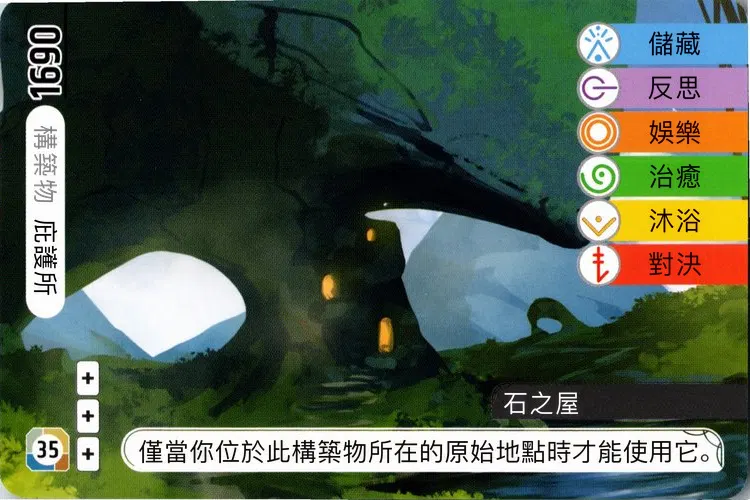 0691
構築物 庇護所
儲藏
反思
娛樂
治癒
沐浴
對決
石之屋
+
+
+
35
僅當你位於此構築物所在的原始地點時才能使用它。